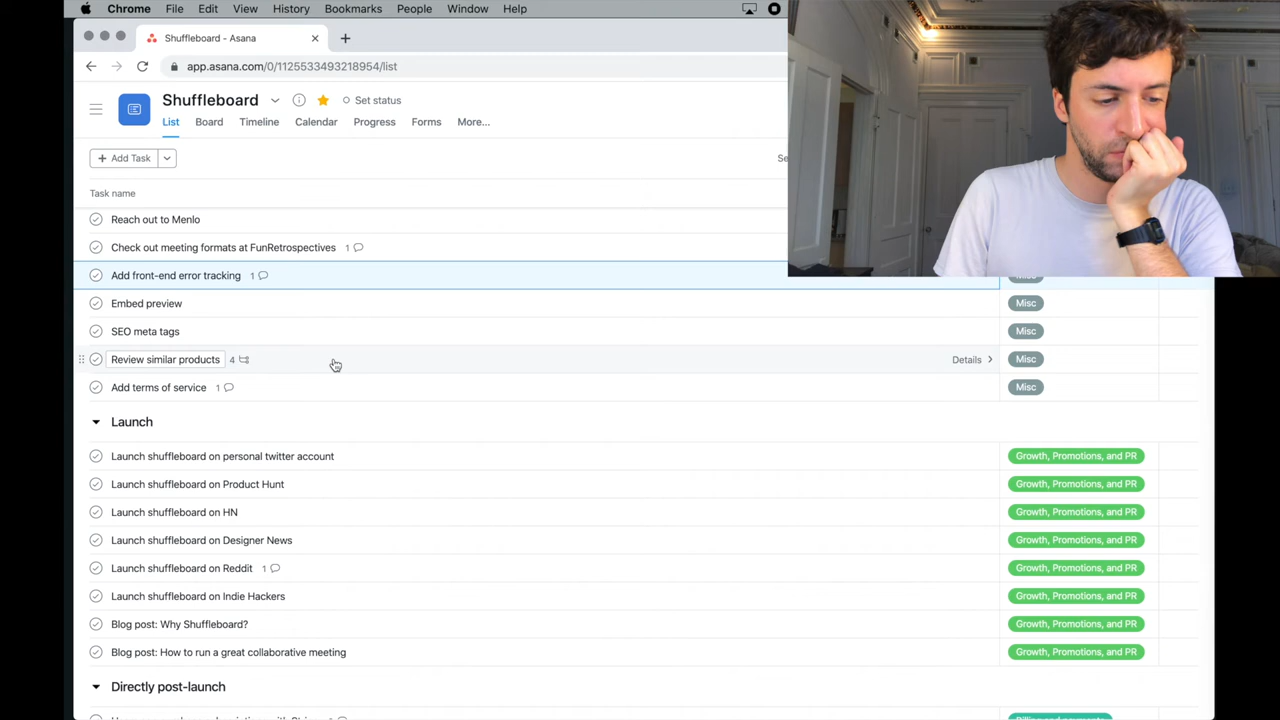 Chrome File Edit View History Bookmarks People Window Help
Shuffleboard - Asana
app.asana.com/0/1125533493218954/list
Shuffleboard Set status
List Board Timeline Calendar Progress Forms More...
+ Add Task
Task name
Reach out to Menlo
Check out meeting formats at FunRetrospectives 1
Add front-end error tracking 1 Misc
Embed preview Misc
SEO meta tags Misc
Review similar products 4 Details > Misc
Add terms of service 1 Misc
Launch
Launch shuffleboard on personal twitter account Growth, Promotions, and PR
Launch shuffleboard on Product Hunt Growth, Promotions, and PR
Launch shuffleboard on HN Growth, Promotions, and PR
Launch shuffleboard on Designer News Growth, Promotions, and PR
Launch shuffleboard on Reddit 1 Growth, Promotions, and PR
Launch shuffleboard on Indie Hackers Growth, Promotions, and PR
Blog post: Why Shuffleboard? Growth, Promotions, and PR
Blog post: How to run a great collaborative meeting Growth, Promotions, and PR
Directly post-launch